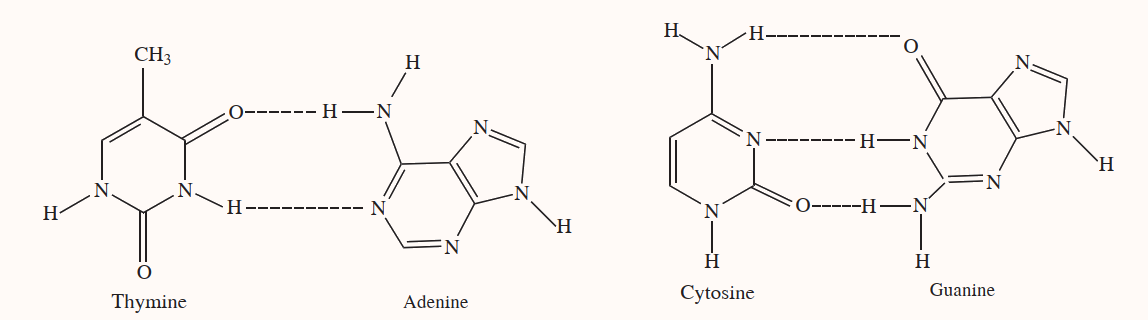 CH3
H
O H N
N
N N N N
H H H
O N
Thymine Adenine
H H O
N N
N H N N
H
N O H N N
H H
Cytosine Guanine